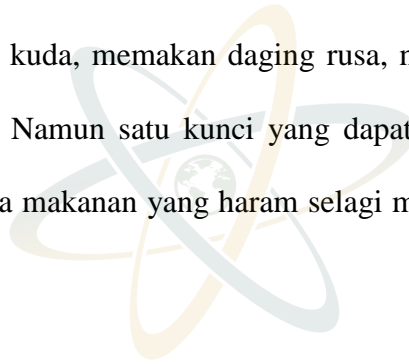 kuda, memakan daging rusa,
Namun satu kunci yang dapat
makanan yang haram selagi